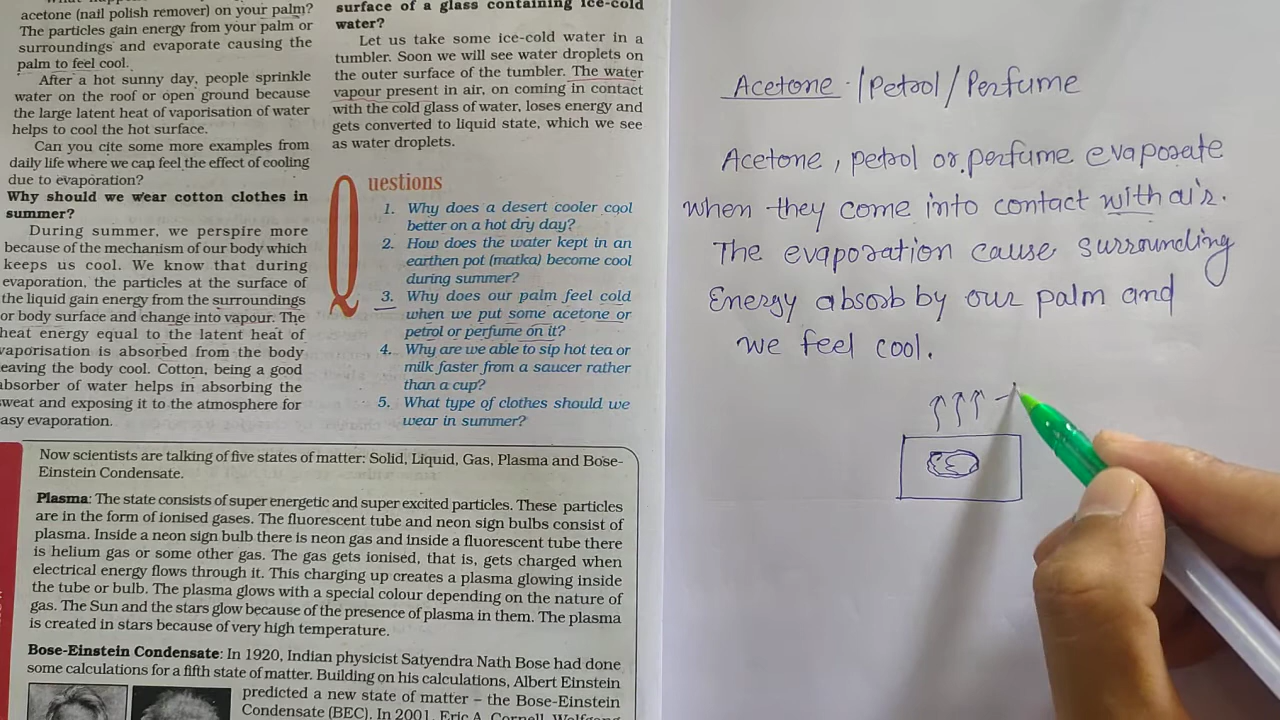 acetone (nail polish remover) on your palm?
The particles gain energy from your palm or
surroundings and evaporate causing the
palm to feel cool.
After a hot sunny day, people sprinkle
water on the roof or open ground because
the large latent heat of vaporisation of water
helps to cool the hot surface.
Can you cite some more examples from
daily life where we can feel the effect of cooling
due to evaporation?
Why should we wear cotton clothes in
summer?
During summer, we perspire more
because of the mechanism of our body which
keeps us cool. We know that during
evaporation, the particles at the surface of
the liquid gain energy from the surroundings
or body surface and change into vapour. The
heat energy equal to the latent heat of
vaporisation is absorbed from the body
leaving the body cool. Cotton, being a good
absorber of water helps in absorbing the
sweat and exposing it to the atmosphere for
easy evaporation.
surface of a glass containing ice-cold
water?
Let us take some ice-cold water in a
tumbler. Soon we will see water droplets on
the outer surface of the tumbler. The water
vapour present in air, on coming in contact
with the cold glass of water, loses energy and
gets converted to liquid state, which we see
as water droplets.
Questions
1. Why does a desert cooler cool
better on a hot dry day?
2. How does the water kept in an
earthen pot (matka) become cool
during summer?
3. Why does our palm feel cold
when we put some acetone or
petrol or perfume on it?
4. Why are we able to sip hot tea or
milk faster from a saucer rather
than a cup?
5. What type of clothes should we
wear in summer?
Now scientists are talking of five states of matter: Solid, Liquid, Gas, Plasma and Bose-
Einstein Condensate.
Plasma: The state consists of super energetic and super excited particles. These particles
are in the form of ionised gases. The fluorescent tube and neon sign bulbs consist of
plasma. Inside a neon sign bulb there is neon gas and inside a fluorescent tube there
is helium gas or some other gas. The gas gets ionised, that is, gets charged when
electrical energy flows through it. This charging up creates a plasma glowing inside
the tube or bulb. The plasma glows with a special colour depending on the nature of
gas. The Sun and the stars glow because of the presence of plasma in them. The plasma
is created in stars because of very high temperature.
Bose-Einstein Condensate: In 1920, Indian physicist Satyendra Nath Bose had done
some calculations for a fifth state of matter. Building on his calculations, Albert Einstein
predicted a new state of matter – the Bose-Einstein
Condensate (BEC). In 2001, Eric A. Cornell, Wolfgang
Acetone / Petrol / Perfume
Acetone, petrol or perfume evaporate
when they come into contact with air.
The evaporation cause surrounding
Energy absorb by our palm and
we feel cool.